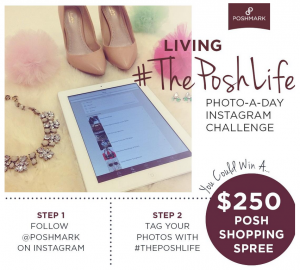 POSHMARK
LIVING
#ThePoshLife
PHOTO-A-DAY
INSTAGRAM
CHALLENGE
You Could Win A
$250
POSH
SHOPPING
SPREE
STEP 1
FOLLOW
@POSHMARK
ON INSTAGRAM
STEP 2
TAG YOUR
PHOTOS WITH
#THEPOSHLIFE